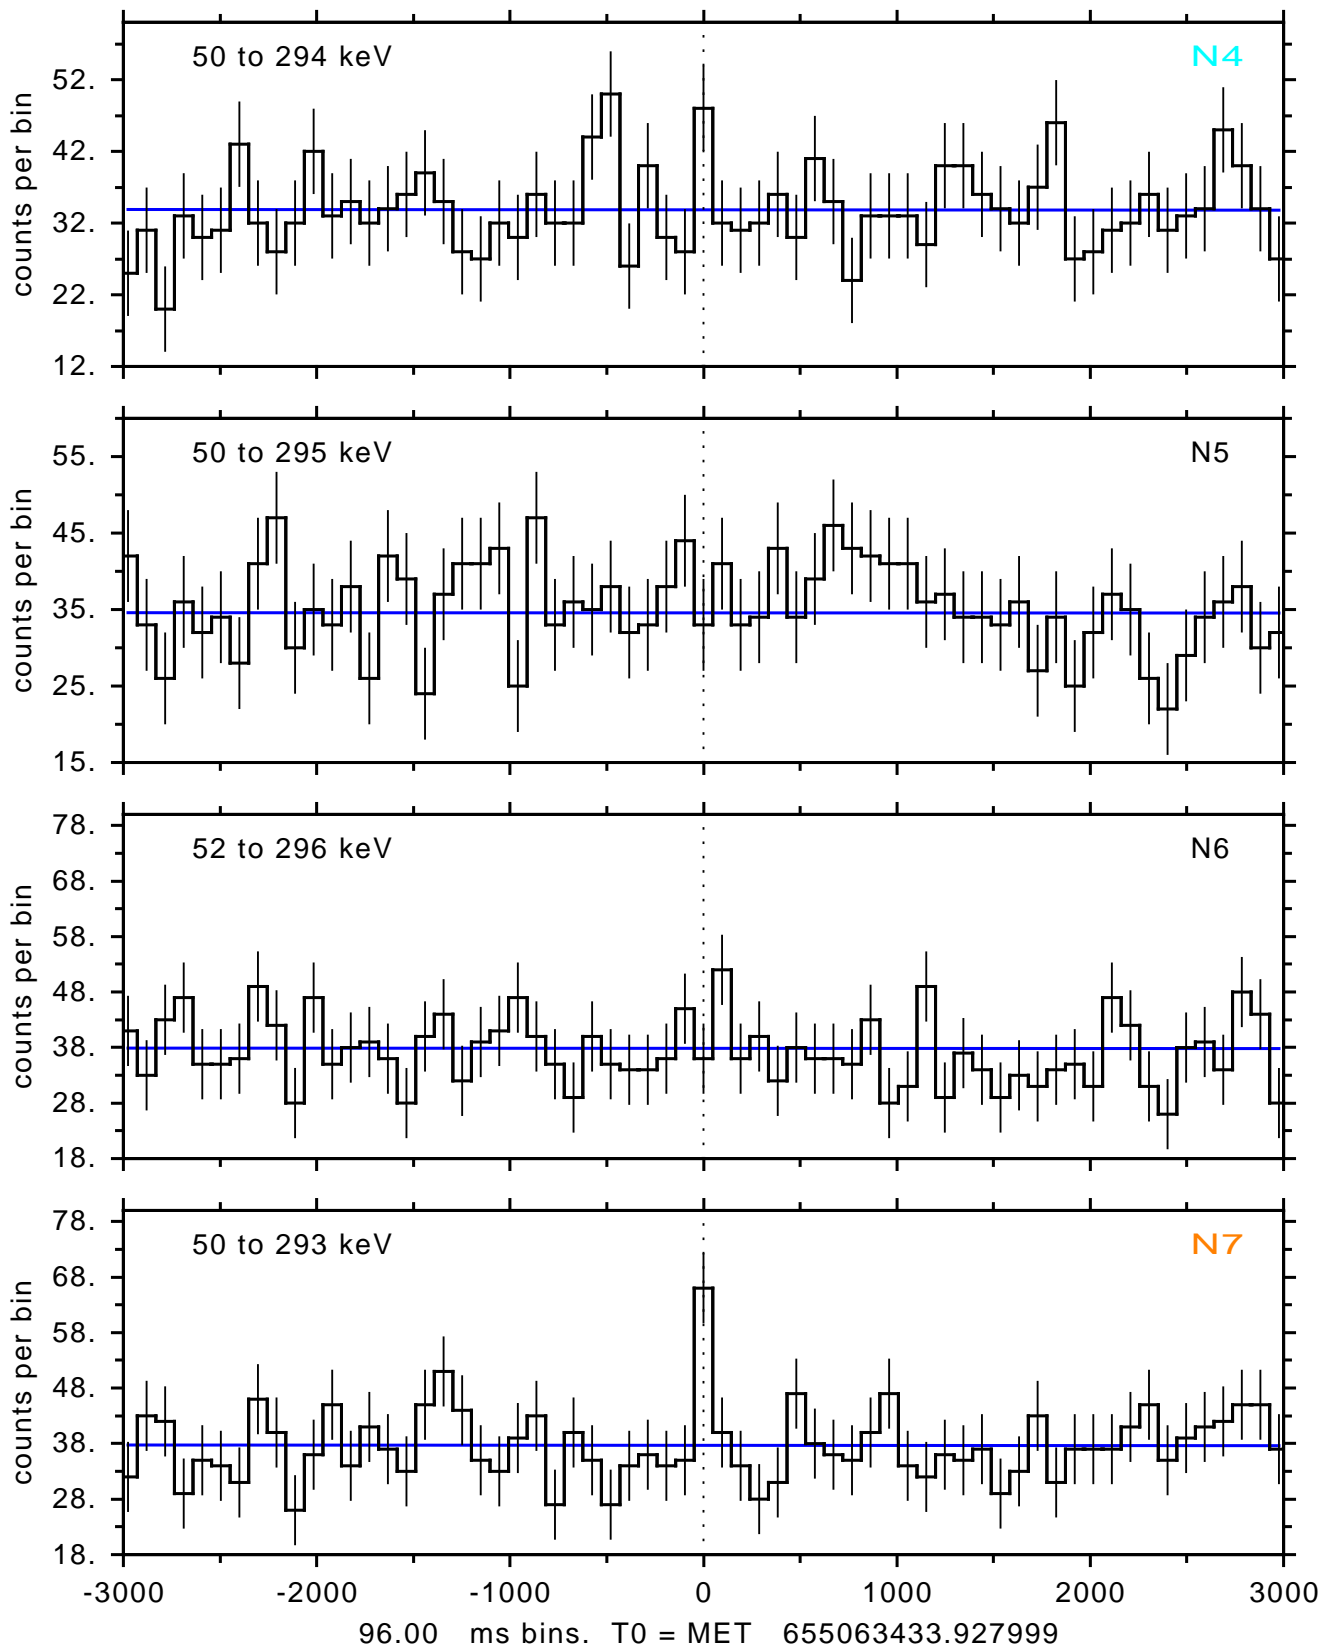 50 to 294 keV N4
counts per bin
52.
42.
32.
22.
12.
50 to 295 keV N5
counts per bin
55.
45.
35.
25.
15.
52 to 296 keV N6
counts per bin
78.
68.
58.
48.
38.
28.
18.
50 to 293 keV N7
counts per bin
78.
68.
58.
48.
38.
28.
18.
-3000 -2000 -1000 0 1000 2000 3000
96.00 ms bins. T0 = MET 655063433.927999